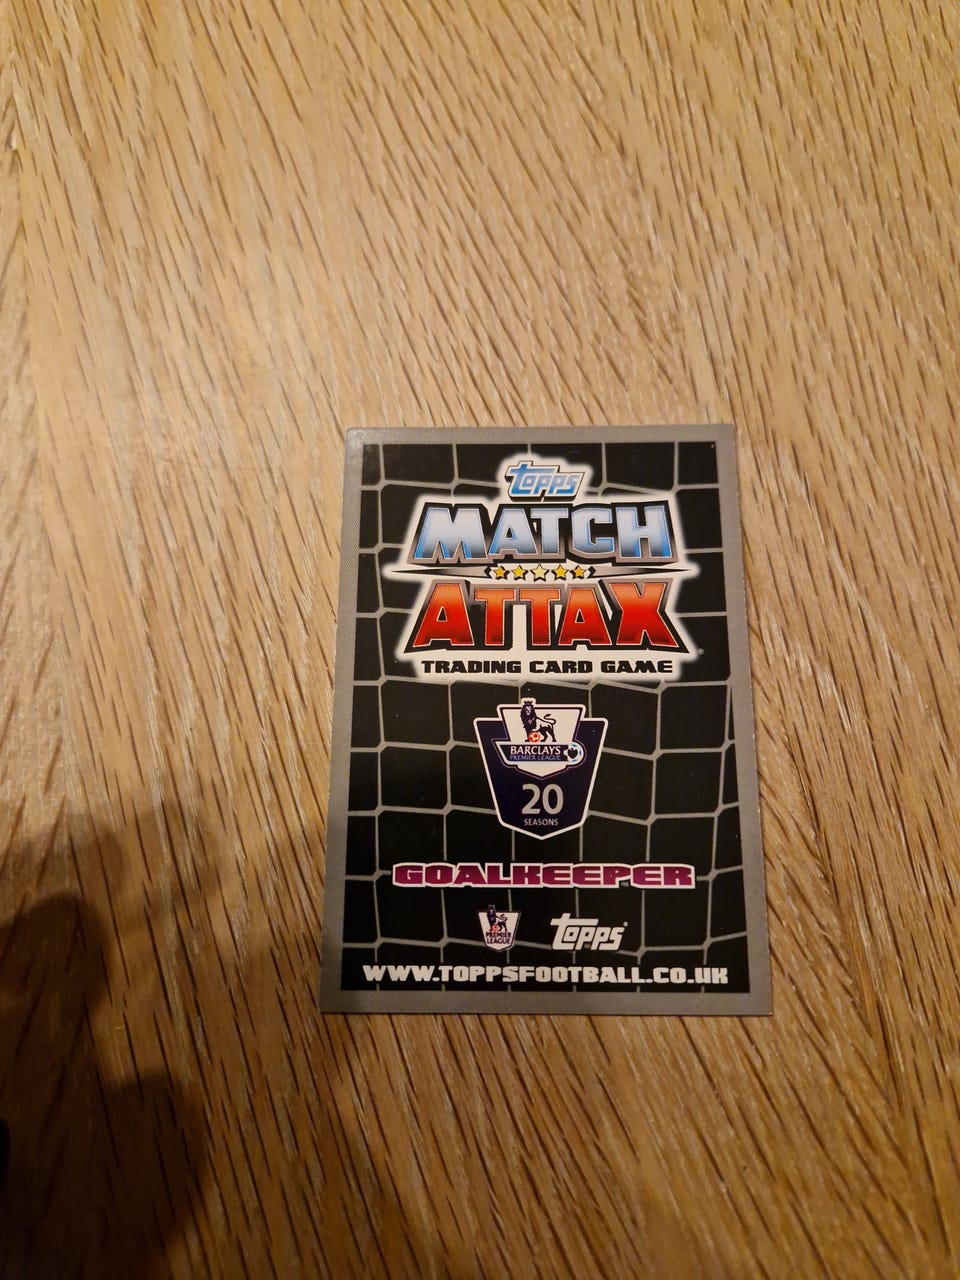 topps
MATCH
ATTAX
TRADING CARD GAME
BARCLAYS
PREMIER LEAGUE
20
SEASONS
GOALKEEPER
PREMIER
LEAGUE
topps
WWW.TOPPSFOOTBALL.CO.UK